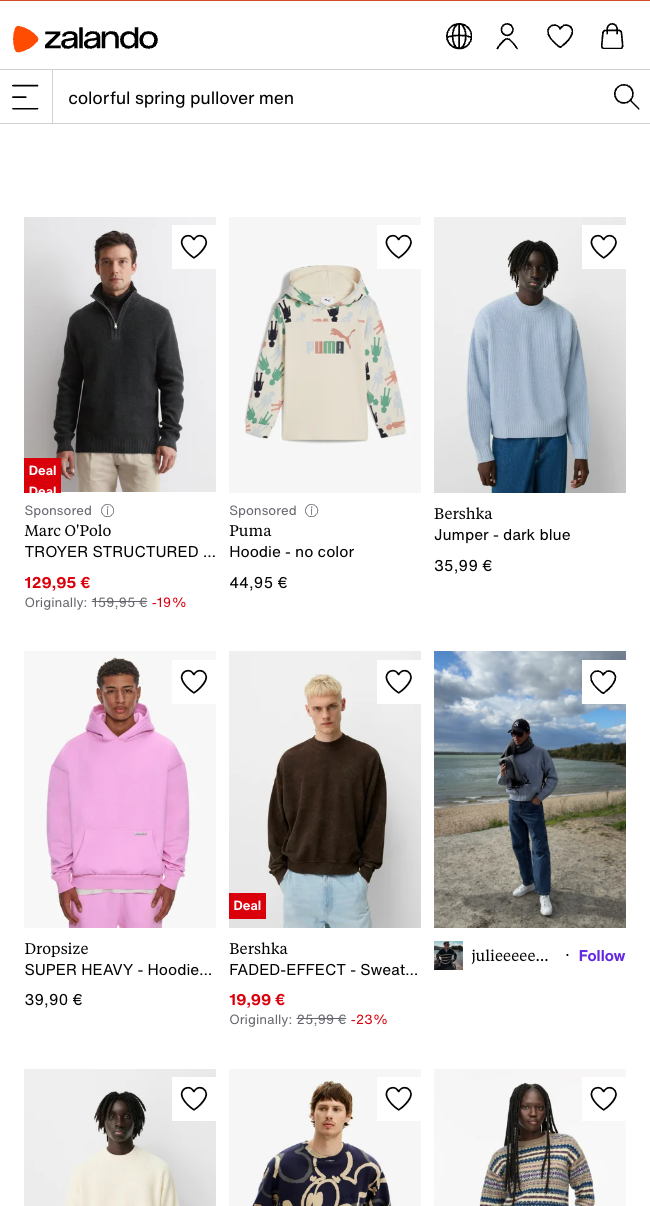 zalando
colorful spring pullover men
Deal
Deal
Sponsored
Marc O'Polo
TROYER STRUCTURED ...
129,95 €
Originally: 159,95 € -19%
PUMA
Sponsored
Puma
Hoodie - no color
44,95 €
Bershka
Jumper - dark blue
35,99 €
Dropsize
SUPER HEAVY - Hoodie...
39,90 €
Deal
Bershka
FADED-EFFECT - Sweat...
19,99 €
Originally: 25,99 € -23%
julieeeee... · Follow